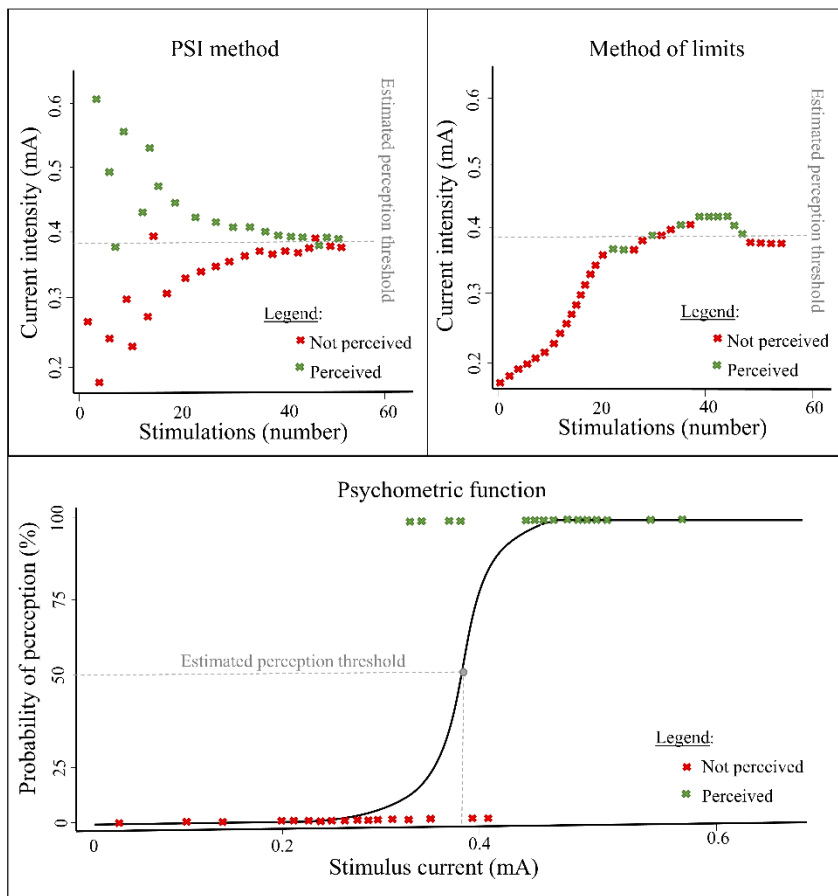 PSI method
Current intensity (mA)
0.6
0.5
0.4
0.3
0.2
Estimated perception threshold
Legend:
Not perceived
Perceived
0
20
40
60
Stimulations (number)
Method of limits
Current intensity (mA)
0.6
0.5
0.4
0.3
0.2
Estimated perception threshold
Legend:
Not perceived
Perceived
0
20
40
60
Stimulations (number)
Psychometric function
Probability of perception (%)
100
75
50
25
0
Estimated perception threshold
Legend:
Not perceived
Perceived
0
0.2
0.4
0.6
Stimulus current (mA)